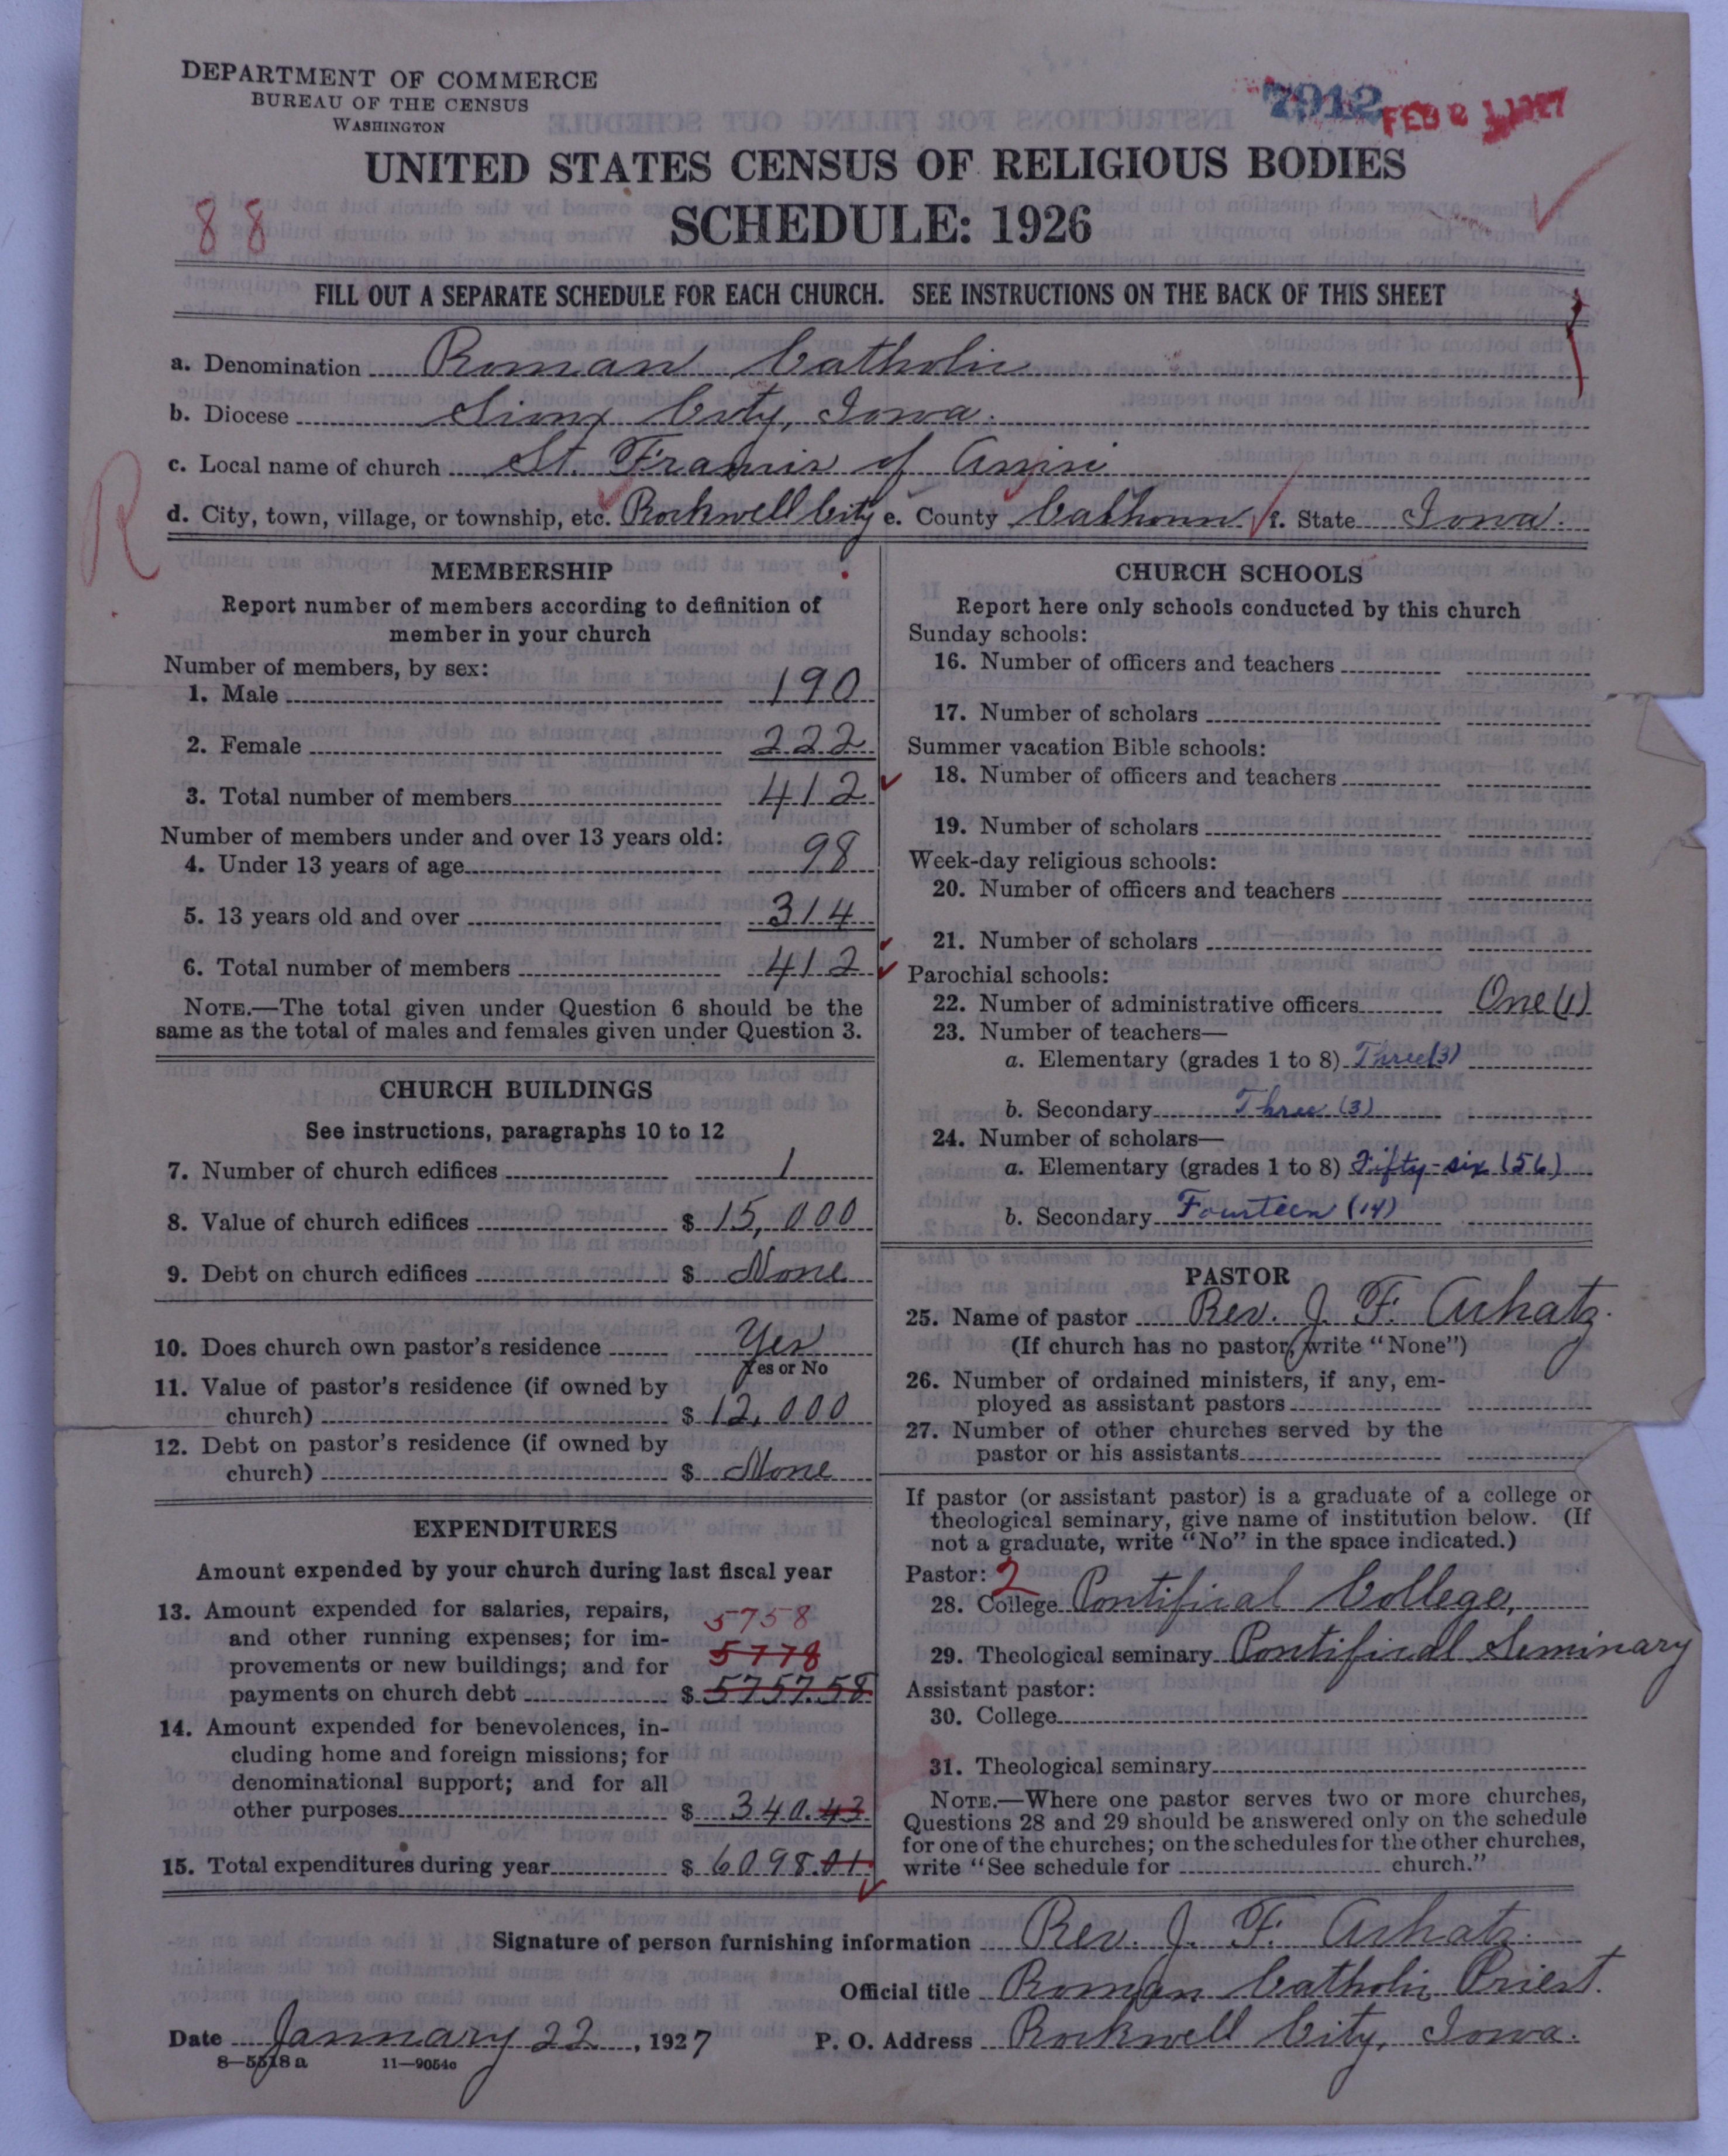 DEPARTMENT OF COMMERCE
BUREAU OF THE CENSUS
WASHINGTON
7912 FEB 21 1927
UNITED STATES CENSUS OF RELIGIOUS BODIES
SCHEDULE: 1926
88
FILL OUT A SEPARATE SCHEDULE FOR EACH CHURCH. SEE INSTRUCTIONS ON THE BACK OF THIS SHEET
a. Denomination Roman Catholic
b. Diocese Sioux City, Iowa.
c. Local name of church St. Francis of Assisi
d. City, town, village, or township, etc. Rockwell City e. County Calhoun f. State Iowa.
R
MEMBERSHIP
Report number of members according to definition of
member in your church
Number of members, by sex:
1. Male 190
2. Female 222
3. Total number of members 412
Number of members under and over 13 years old:
4. Under 13 years of age 98
5. 13 years old and over 314
6. Total number of members 412
NOTE.—The total given under Question 6 should be the
same as the total of males and females given under Question 3.
CHURCH BUILDINGS
See instructions, paragraphs 10 to 12
7. Number of church edifices 1
8. Value of church edifices $ 15,000
9. Debt on church edifices $ None
10. Does church own pastor's residence Yes
Yes or No
11. Value of pastor's residence (if owned by
church) $ 12,000
12. Debt on pastor's residence (if owned by
church) $ None
EXPENDITURES
Amount expended by your church during last fiscal year
13. Amount expended for salaries, repairs, 5758
and other running expenses; for im-
provements or new buildings; and for 5778
payments on church debt $ 5757.58
14. Amount expended for benevolences, in-
cluding home and foreign missions; for
denominational support; and for all
other purposes $ 340.43
15. Total expenditures during year $ 6098.01
CHURCH SCHOOLS
Report here only schools conducted by this church
Sunday schools:
16. Number of officers and teachers
17. Number of scholars
Summer vacation Bible schools:
18. Number of officers and teachers
19. Number of scholars
Week-day religious schools:
20. Number of officers and teachers
21. Number of scholars
Parochial schools:
22. Number of administrative officers One (1)
23. Number of teachers—
a. Elementary (grades 1 to 8) Three (3)
b. Secondary Three (3)
24. Number of scholars—
a. Elementary (grades 1 to 8) Fifty-six (56)
b. Secondary Fourteen (14)
PASTOR
25. Name of pastor Rev. J. F.
(If church has no pastor, write "None")
26. Number of ordained ministers, if any, em-
ployed as assistant pastors
27. Number of other churches served by the
pastor or his assistants
If pastor (or assistant pastor) is a graduate of a college or
theological seminary, give name of institution below. (If
not a graduate, write "No" in the space indicated.)
Pastor: 2
28. College Pontifical College,
29. Theological seminary Pontifical Seminary
Assistant pastor:
30. College
31. Theological seminary
NOTE.—Where one pastor serves two or more churches,
Questions 28 and 29 should be answered only on the schedule
for one of the churches; on the schedules for the other churches,
write "See schedule for church."
Signature of person furnishing information Rev. J. F.
Official title Roman Catholic Priest.
Date January 22, 1927 P. O. Address Rockwell City, Iowa.
8—5518 a 11—9054c